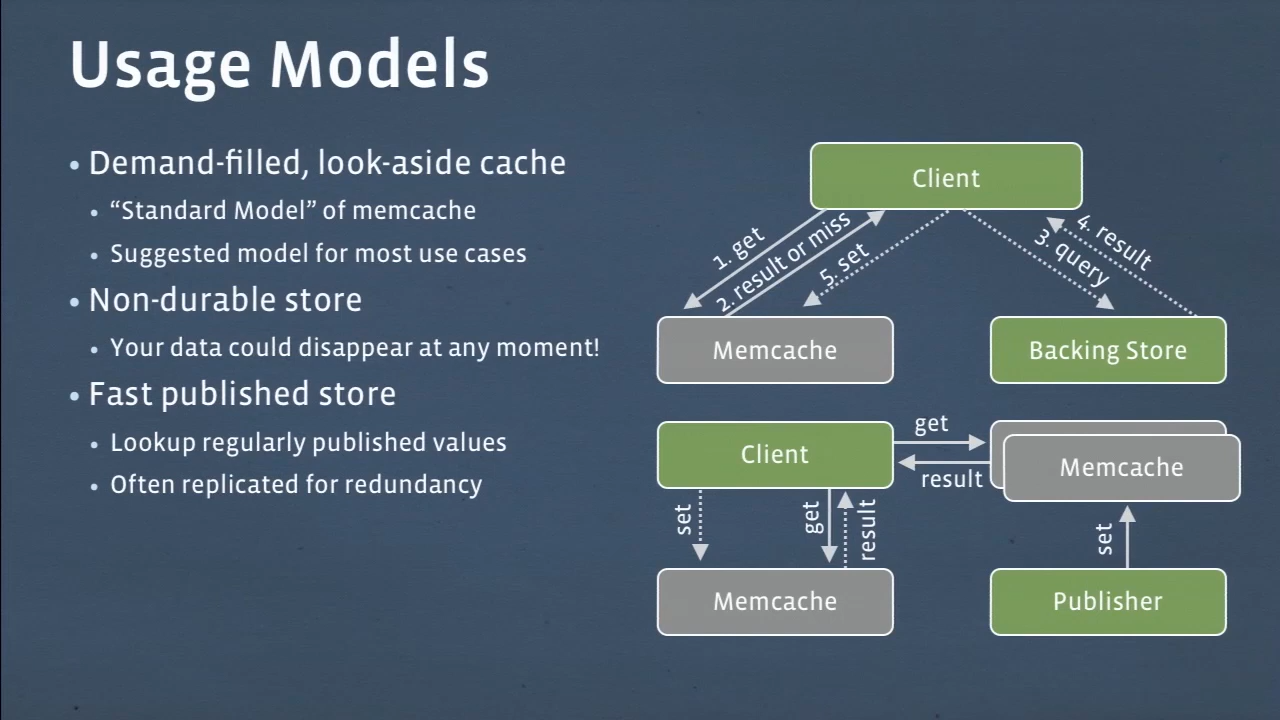 Usage Models
• Demand-filled, look-aside cache
• “Standard Model” of memcache
• Suggested model for most use cases
• Non-durable store
• Your data could disappear at any moment!
• Fast published store
• Lookup regularly published values
• Often replicated for redundancy
Client
1. get
2. result or miss
5. set
3. query
4. result
Memcache
Backing Store
Client
get
result
Memcache
set
get
result
set
Memcache
Publisher